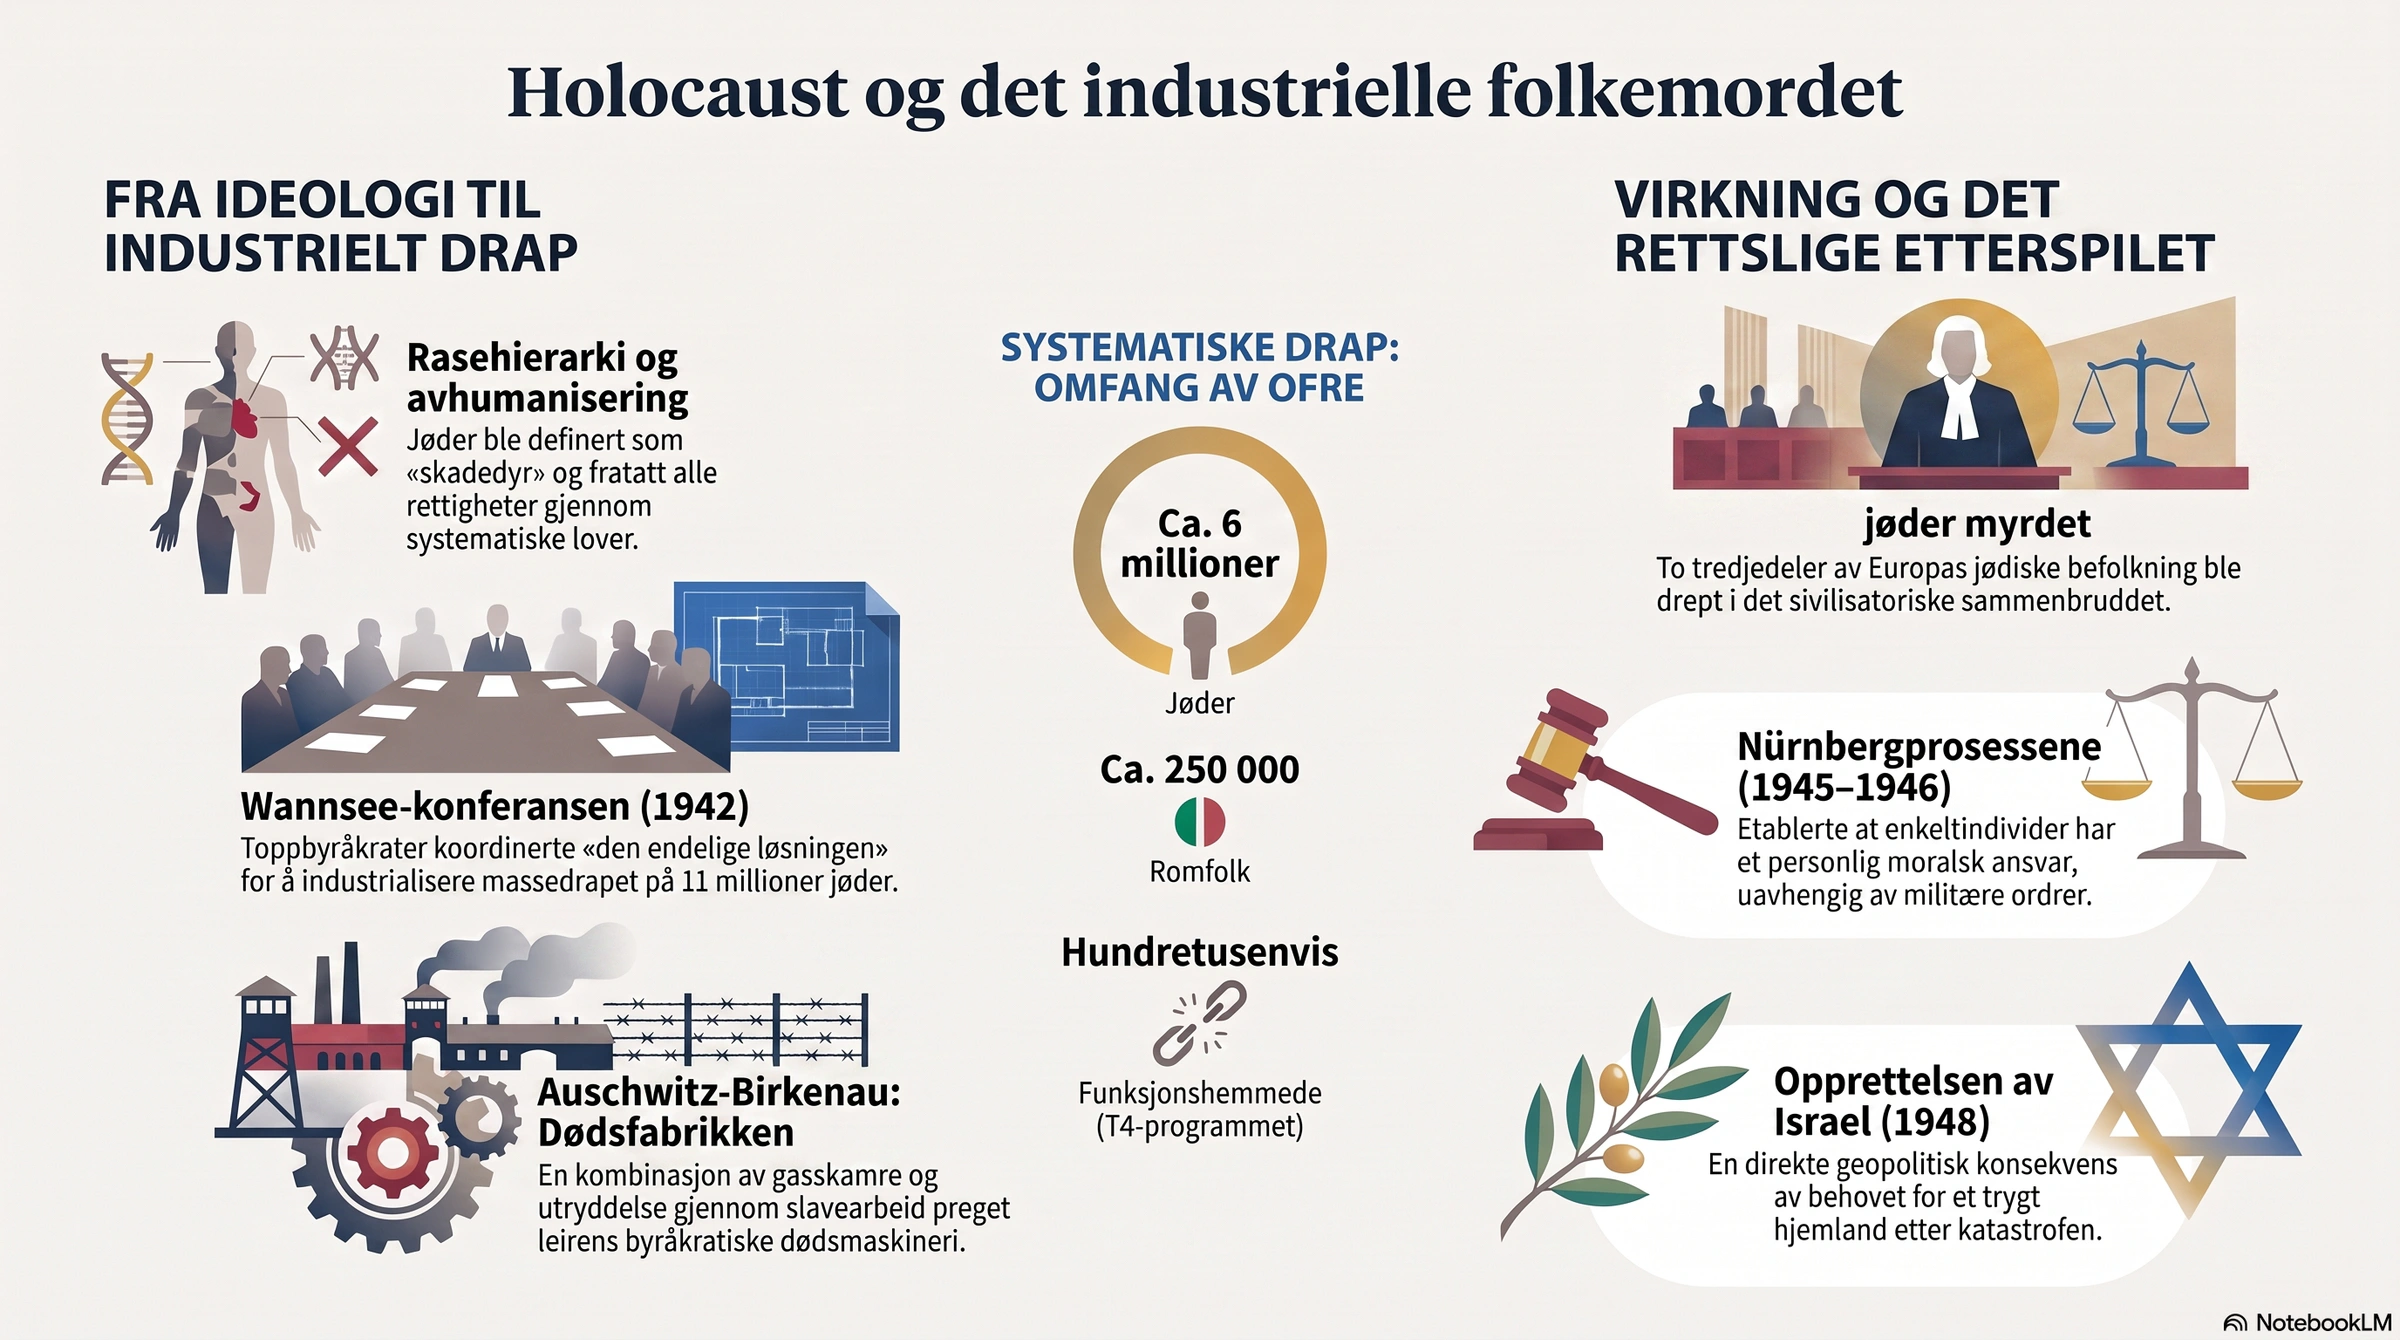 Holocaust og det industrielle folkemordet
FRA IDEOLOGI TIL
INDUSTRIELT DRAP
Rasehierarki og
avhumanisering
Jøder ble definert som
«skadedyr» og fratatt alle
rettigheter gjennom
systematiske lover.
Wannsee-konferansen (1942)
Toppbyråkrater koordinerte «den endelige løsningen»
for å industrialisere massedrapet på 11 millioner jøder.
Auschwitz-Birkenau:
Dødsfabrikken
En kombinasjon av gasskamre og
utryddelse gjennom slavearbeid preget
leirens byråkratiske dødsmaskineri.
SYSTEMATISKE DRAP:
OMFANG AV OFRE
Ca. 6
millioner
Jøder
Ca. 250 000
Romfolk
Hundretusenvis
Funksjonshemmede
(T4-programmet)
VIRKNING OG DET
RETTSLIGE ETTERSPILET
jøder myrdet
To tredjedeler av Europas jødiske befolkning ble
drept i det sivilisatoriske sammenbruddet.
Nürnbergprosessene
(1945–1946)
Etablerte at enkeltindivider har
et personlig moralsk ansvar,
uavhengig av militære ordrer.
Opprettelsen av
Israel (1948)
En direkte geopolitisk konsekvens
av behovet for et trygt
hjemland etter katastrofen.
NotebookLM